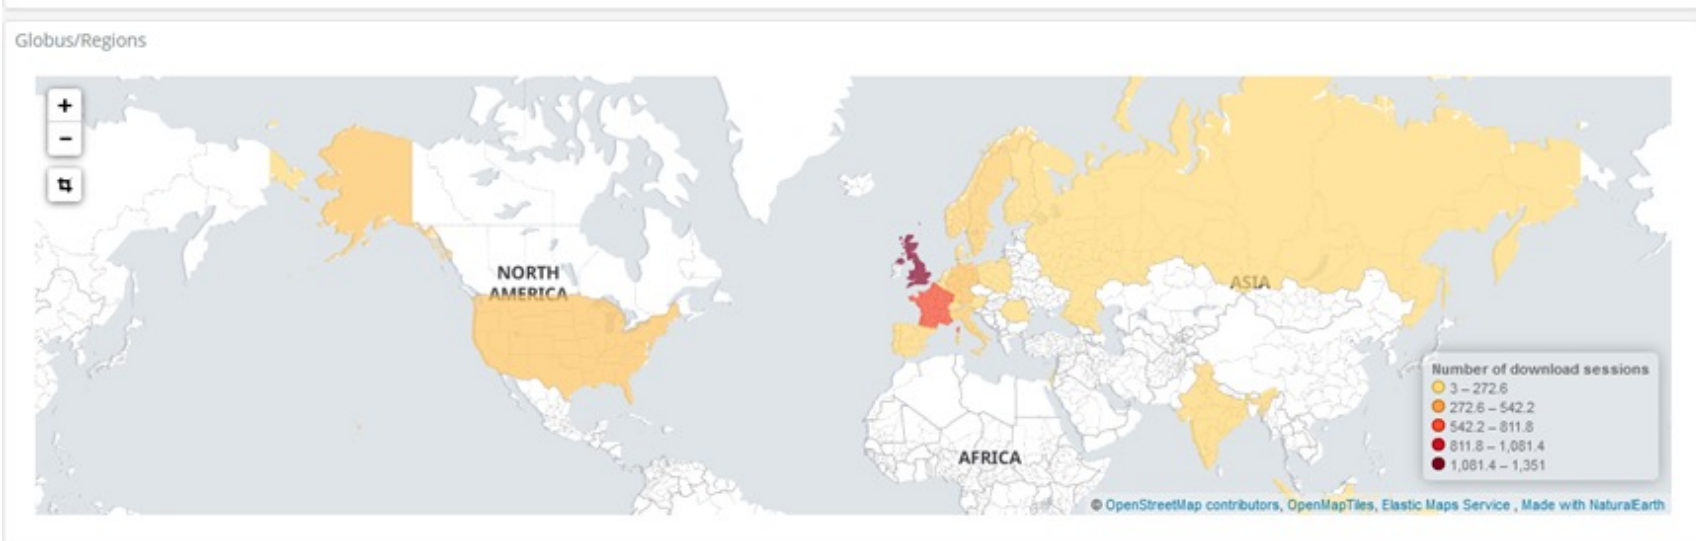 Globus/Regions
+
−
NORTH
AMERICA
ASIA
AFRICA
Number of download sessions
3 – 272.6
272.6 – 542.2
542.2 – 811.8
811.8 – 1,081.4
1,081.4 – 1,351
© OpenStreetMap contributors, OpenMapTiles, Elastic Maps Service , Made with NaturalEarth